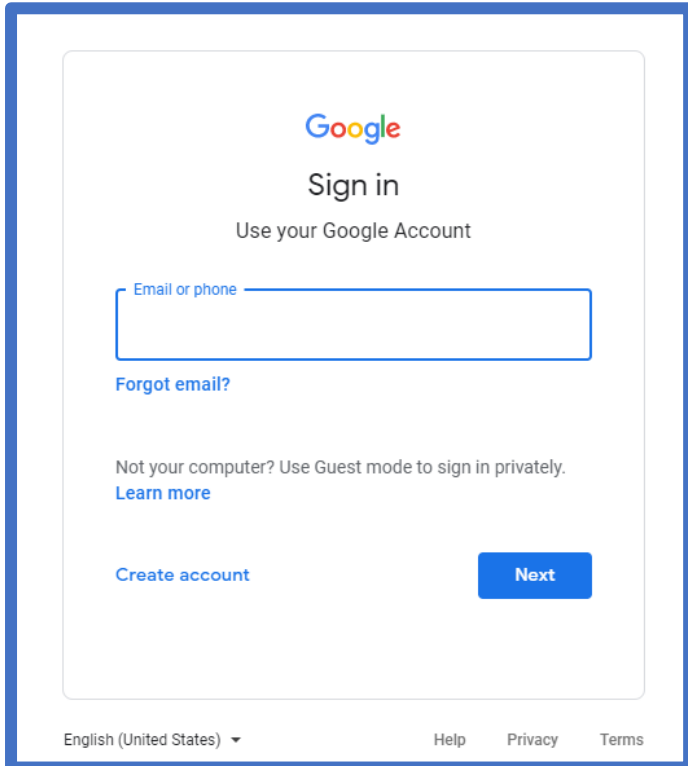 Google
Sign in
Use your Google Account
Email or phone
Forgot email?
Not your computer? Use Guest mode to sign in privately.
Learn more
Create account
Next
English (United States)
Help
Privacy
Terms